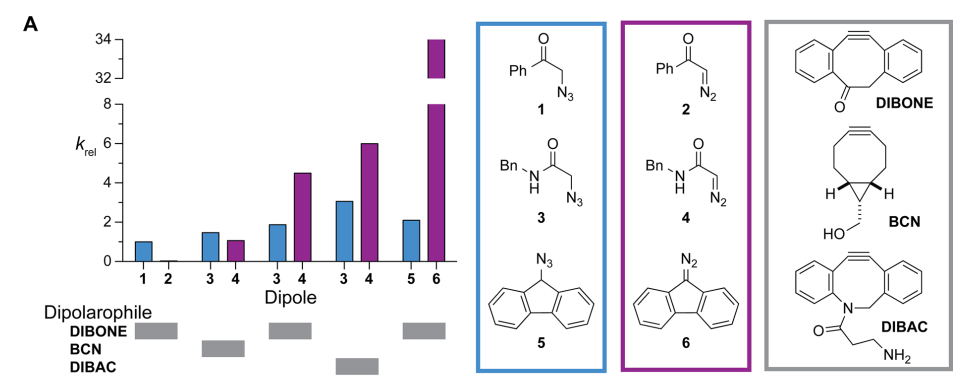 A
34
32
8
6
4
2
0
krel
1 2 3 4 3 4 3 4 5 6
Dipole
Dipolarophile
DIBONE
BCN
DIBAC
O
Ph
N3
1
O
Bn
N
H
N3
3
N3
5
O
Ph
N2
2
O
Bn
N
H
N2
4
N2
6
O
DIBONE
H H
HO
BCN
N
O
DIBAC
NH2